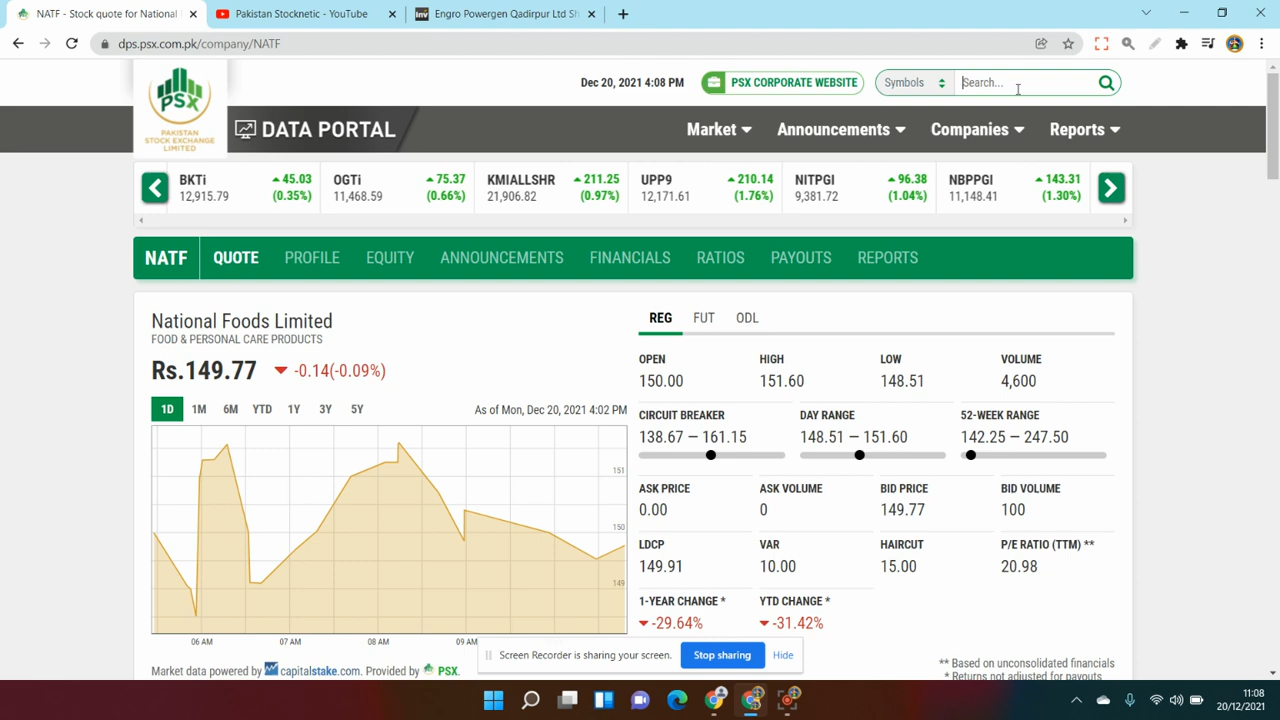 NATF - Stock quote for National
Pakistan Stocknetic - YouTube
Inv Engro Powergen Qadirpur Ltd Sh
dps.psx.com.pk/company/NATF
PSX
PAKISTAN
STOCK EXCHANGE
LIMITED
Dec 20, 2021 4:08 PM
PSX CORPORATE WEBSITE
Symbols
Search...
DATA PORTAL
Market
Announcements
Companies
Reports
BKTi 45.03
12,915.79 (0.35%)
OGTi 75.37
11,468.59 (0.66%)
KMIALLSHR 211.25
21,906.82 (0.97%)
UPP9 210.14
12,171.61 (1.76%)
NITPGI 96.38
9,381.72 (1.04%)
NBPPGI 143.31
11,148.41 (1.30%)
NATF QUOTE PROFILE EQUITY ANNOUNCEMENTS FINANCIALS RATIOS PAYOUTS REPORTS
National Foods Limited
FOOD & PERSONAL CARE PRODUCTS
Rs.149.77 -0.14(-0.09%)
1D 1M 6M YTD 1Y 3Y 5Y
As of Mon, Dec 20, 2021 4:02 PM
151
150
149
06 AM 07 AM 08 AM 09 AM
Market data powered by capitalstake.com. Provided by PSX.
REG FUT ODL
OPEN HIGH LOW VOLUME
150.00 151.60 148.51 4,600
CIRCUIT BREAKER DAY RANGE 52-WEEK RANGE
138.67 — 161.15 148.51 — 151.60 142.25 — 247.50
ASK PRICE ASK VOLUME BID PRICE BID VOLUME
0.00 0 149.77 100
LDCP VAR HAIRCUT P/E RATIO (TTM) **
149.91 10.00 15.00 20.98
1-YEAR CHANGE * YTD CHANGE *
-29.64% -31.42%
** Based on unconsolidated financials
* Returns not adjusted for payouts
Screen Recorder is sharing your screen. Stop sharing Hide
11:08
20/12/2021